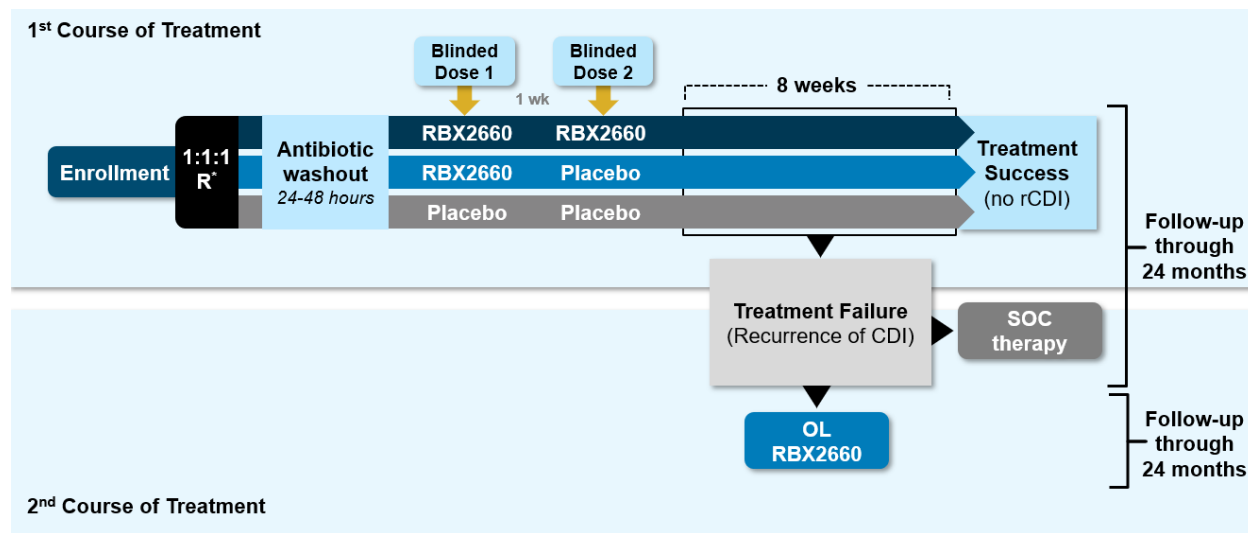 1st Course of Treatment
Blinded
Dose 1
1 wk
Blinded
Dose 2
8 weeks
Enrollment
1:1:1
R*
Antibiotic
washout
24-48 hours
RBX2660 RBX2660
RBX2660 Placebo
Placebo Placebo
Treatment
Success
(no rCDI)
Follow-up
through
24 months
Treatment Failure
(Recurrence of CDI)
SOC
therapy
OL
RBX2660
Follow-up
through
24 months
2nd Course of Treatment